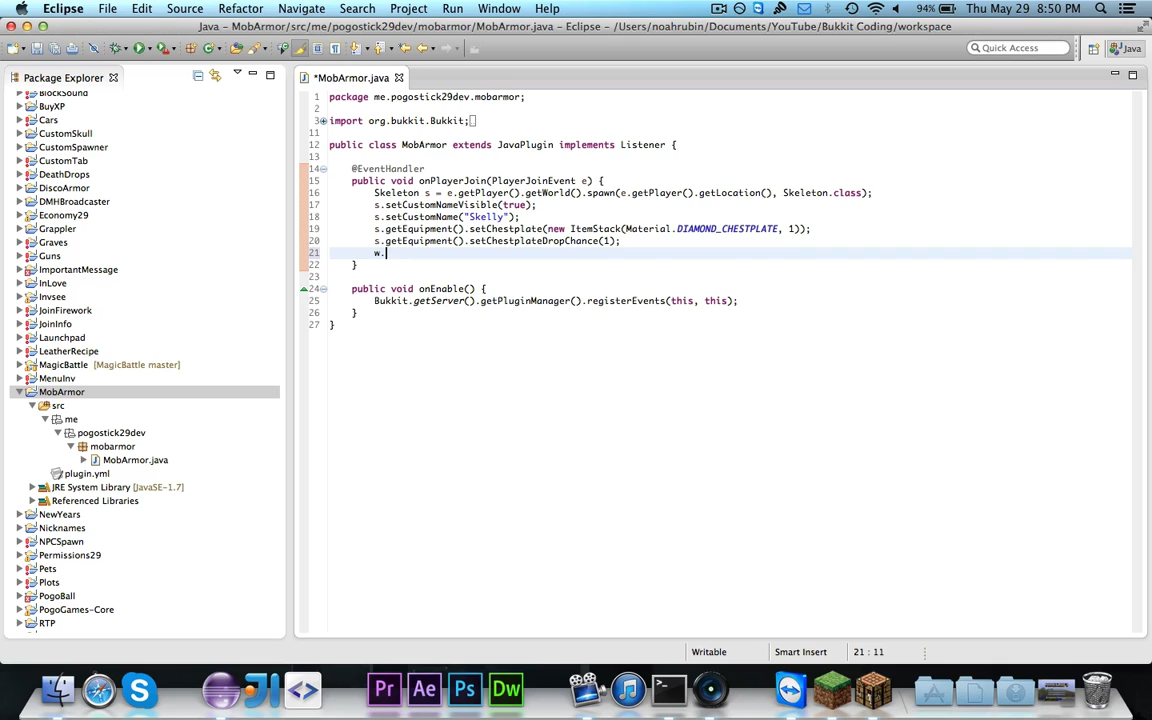 Eclipse File Edit Source Refactor Navigate Search Project Run Window Help 94% Thu May 29 8:50 PM
Java – MobArmor/src/me/pogostick29dev/mobarmor/MobArmor.java – Eclipse – /Users/noahrubin/Documents/YouTube/Bukkit Coding/workspace
Quick Access Java
Package Explorer
BlockSound
BuyXP
Cars
CustomSkull
CustomSpawner
CustomTab
DeathDrops
DiscoArmor
DMHBroadcaster
Economy29
Grappler
Graves
Guns
ImportantMessage
InLove
Invsee
JoinFirework
JoinInfo
Launchpad
LeatherRecipe
MagicBattle [MagicBattle master]
MenuInv
MobArmor
src
me
pogostick29dev
mobarmor
MobArmor.java
plugin.yml
JRE System Library [JavaSE-1.7]
Referenced Libraries
NewYears
Nicknames
NPCSpawn
Permissions29
Pets
Plots
PogoBall
PogoGames-Core
RTP
*MobArmor.java
1 package me.pogostick29dev.mobarmor;
2
3 import org.bukkit.Bukkit;
11
12 public class MobArmor extends JavaPlugin implements Listener {
13
14 @EventHandler
15 public void onPlayerJoin(PlayerJoinEvent e) {
16 Skeleton s = e.getPlayer().getWorld().spawn(e.getPlayer().getLocation(), Skeleton.class);
17 s.setCustomNameVisible(true);
18 s.setCustomName("Skelly");
19 s.getEquipment().setChestplate(new ItemStack(Material.DIAMOND_CHESTPLATE, 1));
20 s.getEquipment().setChestplateDropChance(1);
21 w.
22 }
23
24 public void onEnable() {
25 Bukkit.getServer().getPluginManager().registerEvents(this, this);
26 }
27 }
Writable Smart Insert 21 : 11
Pr Ae Ps Dw